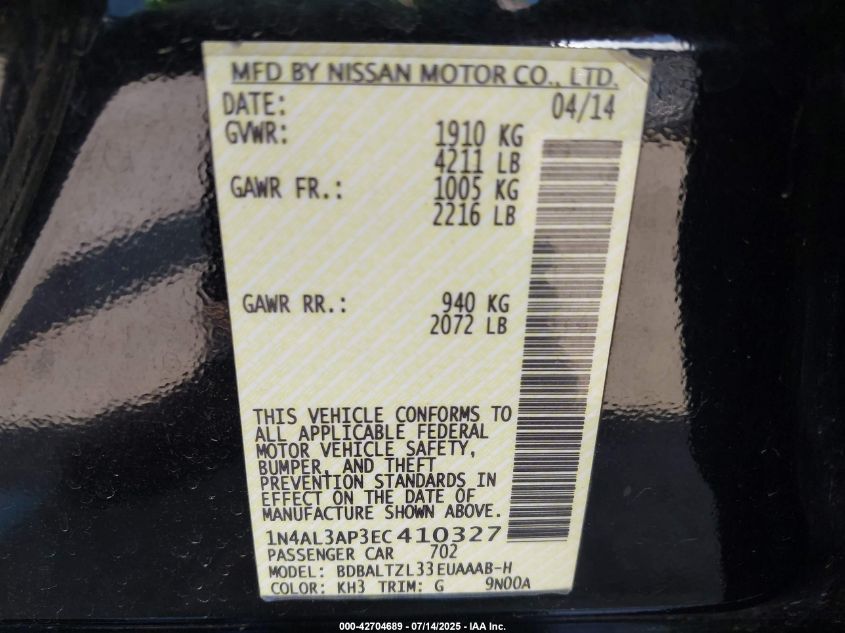 MFD BY NISSAN MOTOR CO., LTD.
DATE: 04/14
GVWR: 1910 KG
4211 LB
GAWR FR.: 1005 KG
2216 LB
GAWR RR.: 940 KG
2072 LB
THIS VEHICLE CONFORMS TO
ALL APPLICABLE FEDERAL
MOTOR VEHICLE SAFETY,
BUMPER, AND THEFT
PREVENTION STANDARDS IN
EFFECT ON THE DATE OF
MANUFACTURE SHOWN ABOVE.
1N4AL3AP3EC410327
PASSENGER CAR 702
MODEL: BDBALTZL33EUAAAB-H
COLOR: KH3 TRIM: G 9N00A
000-42704689 - 07/14/2025 - IAA Inc.